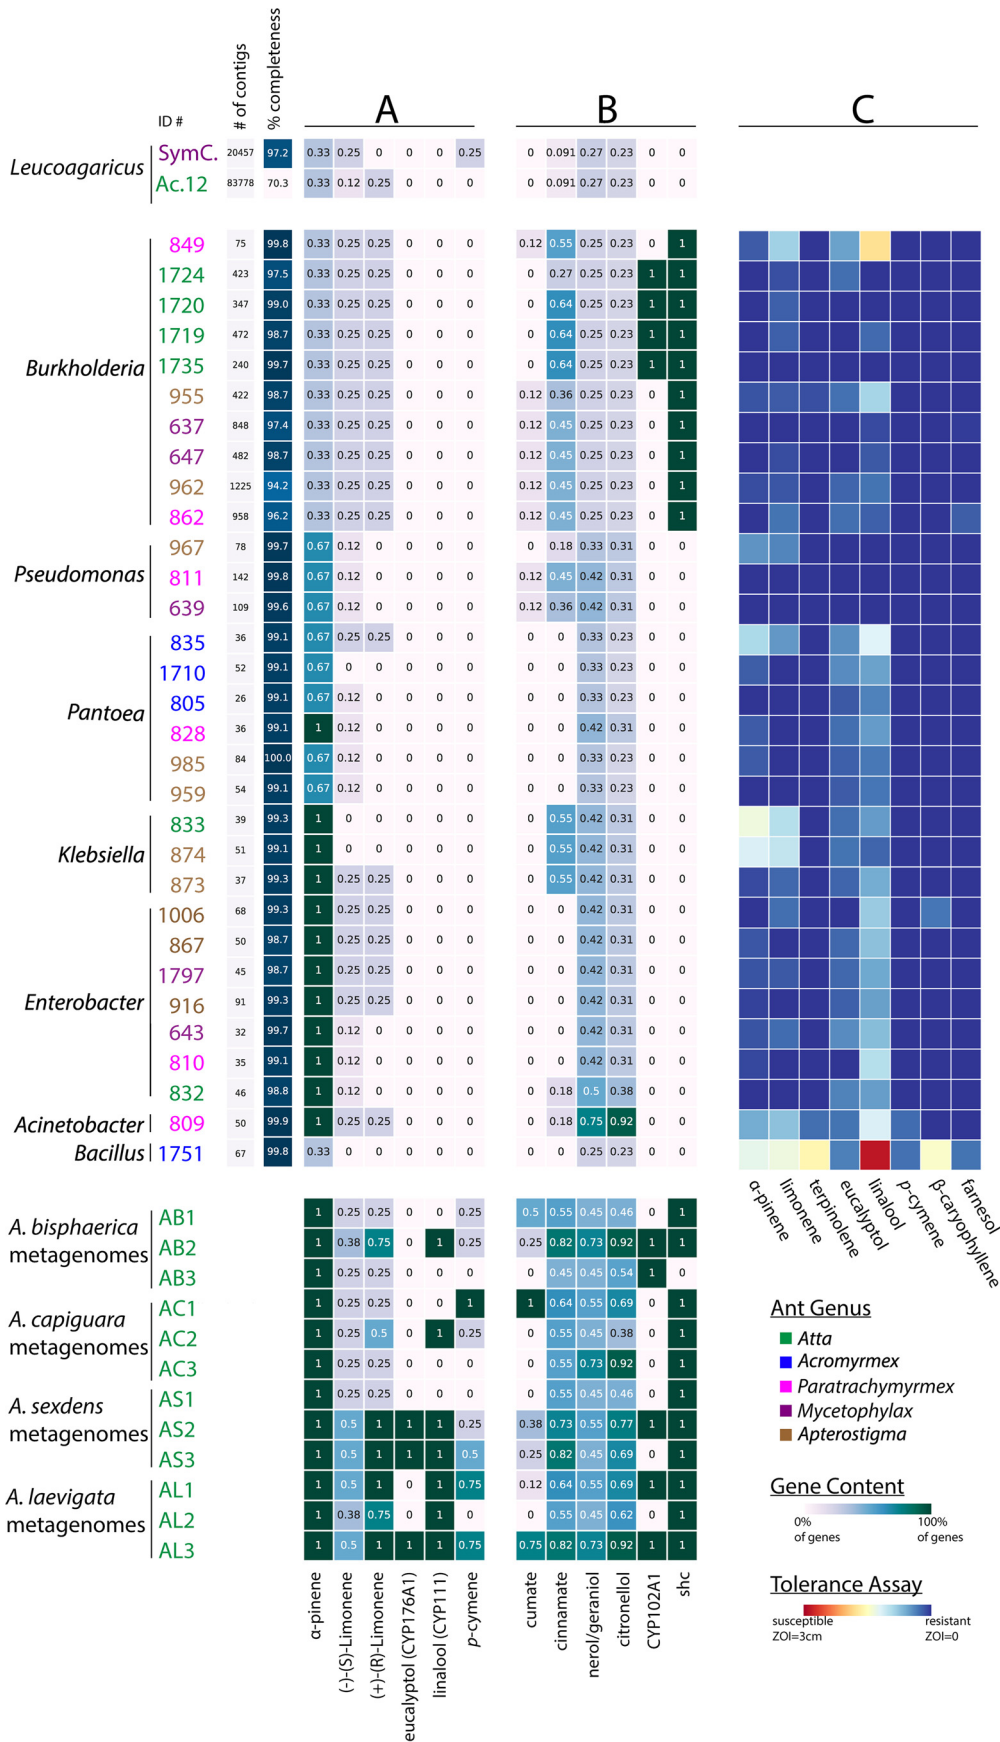 # of contigs
% completeness
ID #
A
B
C
Leucoagaricus
SymC. 20457 97.2 0.33 0.25 0 0 0 0.25 0 0.091 0.27 0.23 0 0
Ac.12 83778 70.3 0.33 0.12 0.25 0 0 0 0 0.091 0.27 0.23 0 0
Burkholderia
849 75 99.8 0.33 0.25 0.25 0 0 0 0.12 0.55 0.25 0.23 0 1
1724 423 97.5 0.33 0.25 0.25 0 0 0 0 0.27 0.25 0.23 1 1
1720 347 99.0 0.33 0.25 0.25 0 0 0 0 0.64 0.25 0.23 1 1
1719 472 98.7 0.33 0.25 0.25 0 0 0 0 0.64 0.25 0.23 1 1
1735 240 99.7 0.33 0.25 0.25 0 0 0 0 0.64 0.25 0.23 1 1
955 422 98.7 0.33 0.25 0.25 0 0 0 0.12 0.36 0.25 0.23 0 1
637 848 97.4 0.33 0.25 0.25 0 0 0 0.12 0.45 0.25 0.23 0 1
647 482 98.7 0.33 0.25 0.25 0 0 0 0.12 0.45 0.25 0.23 0 1
962 1225 94.2 0.33 0.25 0.25 0 0 0 0.12 0.45 0.25 0.23 0 1
862 958 96.2 0.33 0.25 0.25 0 0 0 0.12 0.45 0.25 0.23 0 1
Pseudomonas
967 78 99.7 0.67 0.12 0 0 0 0 0 0.18 0.33 0.31 0 0
811 142 99.8 0.67 0.12 0 0 0 0 0.12 0.45 0.42 0.31 0 0
639 109 99.6 0.67 0.12 0 0 0 0 0.12 0.36 0.42 0.31 0 0
Pantoea
835 36 99.1 0.67 0.25 0.25 0 0 0 0 0 0.33 0.23 0 0
1710 52 99.1 0.67 0 0 0 0 0 0 0 0.33 0.23 0 0
805 26 99.1 0.67 0.12 0 0 0 0 0 0 0.33 0.23 0 0
828 36 99.1 1 0.12 0 0 0 0 0 0 0.42 0.31 0 0
985 84 100.0 0.67 0.12 0 0 0 0 0 0 0.33 0.23 0 0
959 54 99.1 0.67 0.12 0 0 0 0 0 0 0.33 0.23 0 0
Klebsiella
833 39 99.3 1 0 0 0 0 0 0 0.55 0.42 0.31 0 0
874 51 99.1 1 0 0 0 0 0 0 0.55 0.42 0.31 0 0
873 37 99.3 1 0.25 0.25 0 0 0 0 0.55 0.42 0.31 0 0
Enterobacter
1006 68 99.3 1 0.25 0.25 0 0 0 0 0 0.42 0.31 0 0
867 50 98.7 1 0.25 0.25 0 0 0 0 0 0.42 0.31 0 0
1797 45 98.7 1 0.25 0.25 0 0 0 0 0 0.42 0.31 0 0
916 91 99.3 1 0.25 0.25 0 0 0 0 0 0.42 0.31 0 0
643 32 99.7 1 0.12 0 0 0 0 0 0 0.42 0.31 0 0
810 35 99.1 1 0.12 0 0 0 0 0 0 0.42 0.31 0 0
832 46 98.8 1 0.12 0 0 0 0 0 0.18 0.5 0.38 0 0
Acinetobacter
809 50 99.9 1 0.25 0.25 0 0 0 0 0.18 0.75 0.92 0 0
Bacillus
1751 67 99.8 0.33 0 0 0 0 0 0 0 0.25 0.23 0 0
α-pinene
limonene
terpinolene
eucalyptol
linalool
p-cymene
β-caryophyllene
farnesol
A. bisphaerica
metagenomes
AB1 1 0.25 0.25 0 0 0.25 0.5 0.55 0.45 0.46 0 1
AB2 1 0.38 0.75 0 1 0.25 0.25 0.82 0.73 0.92 1 1
AB3 1 0.25 0.25 0 0 0 0 0.45 0.45 0.54 1 0
A. capiguara
metagenomes
AC1 1 0.25 0.25 0 0 1 1 0.64 0.55 0.69 0 1
AC2 1 0.25 0.5 0 1 0.25 0 0.55 0.45 0.38 0 1
AC3 1 0.25 0.25 0 0 0 0 0.55 0.73 0.92 0 1
A. sexdens
metagenomes
AS1 1 0.25 0.25 0 0 0 0 0.55 0.45 0.46 0 1
AS2 1 0.5 1 1 1 0.25 0.38 0.73 0.55 0.77 1 1
AS3 1 0.5 1 1 1 0.5 0.25 0.82 0.45 0.69 0 1
A. laevigata
metagenomes
AL1 1 0.5 1 0 1 0.75 0.12 0.64 0.55 0.69 1 1
AL2 1 0.38 0.75 0 1 0 0 0.55 0.45 0.62 0 1
AL3 1 0.5 1 1 1 0.75 0.75 0.82 0.73 0.92 1 1
α-pinene
(-)-(S)-Limonene
(+)-(R)-Limonene
eucalyptol (CYP176A1)
linalool (CYP111)
p-cymene
cumate
cinnamate
nerol/geraniol
citronellol
CYP102A1
shc
Ant Genus
Atta
Acromyrmex
Paratrachymyrmex
Mycetophylax
Apterostigma
Gene Content
0% 100%
of genes of genes
Tolerance Assay
susceptible resistant
ZOI=3cm ZOI=0